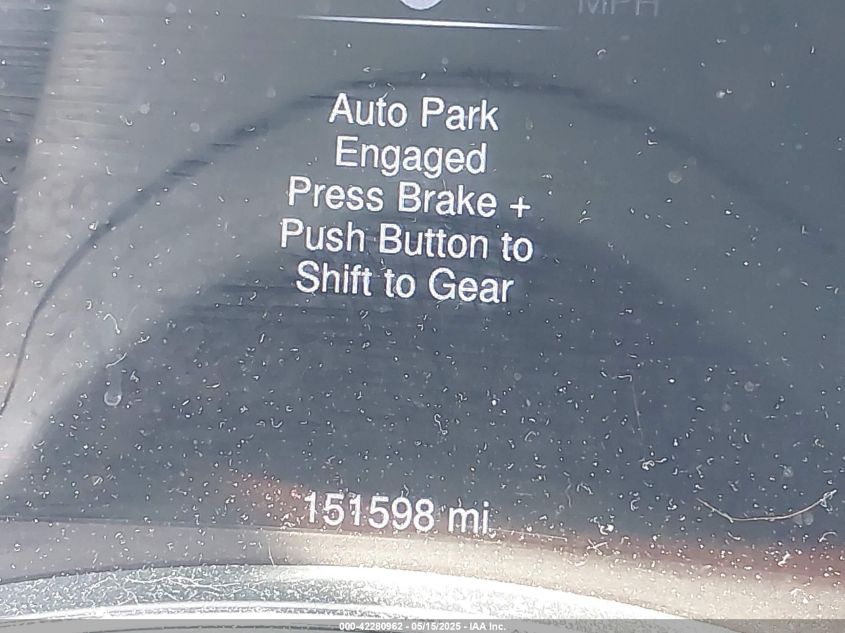 MPH
Auto Park
Engaged
Press Brake +
Push Button to
Shift to Gear
151598 mi
000-42280962 - 05/15/2025 - IAA Inc.